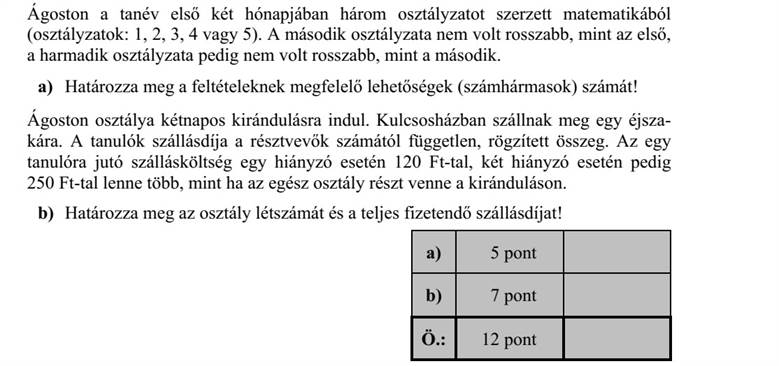 Ágoston a tanév első két hónapjában három osztályzatot szerzett matematikából
(osztályzatok: 1, 2, 3, 4 vagy 5). A második osztályzata nem volt rosszabb, mint az első,
a harmadik osztályzata pedig nem volt rosszabb, mint a második.
a) Határozza meg a feltételeknek megfelelő lehetőségek (számhármasok) számát!
Ágoston osztálya kétnapos kirándulásra indul. Kulcsosházban szállnak meg egy éjsza-
kára. A tanulók szállásdíja a résztvevők számától független, rögzített összeg. Az egy
tanulóra jutó szállásköltség egy hiányzó esetén 120 Ft-tal, két hiányzó esetén pedig
250 Ft-tal lenne több, mint ha az egész osztály részt venne a kiránduláson.
b) Határozza meg az osztály létszámát és a teljes fizetendő szállásdíjat!
a) 5 pont
b) 7 pont
Ö.: 12 pont